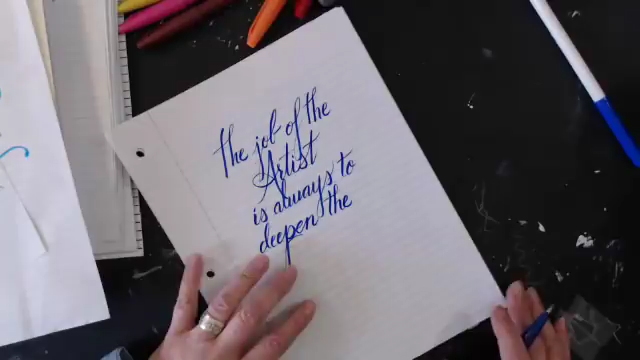 the job of the
Artist
is always to
deepen the